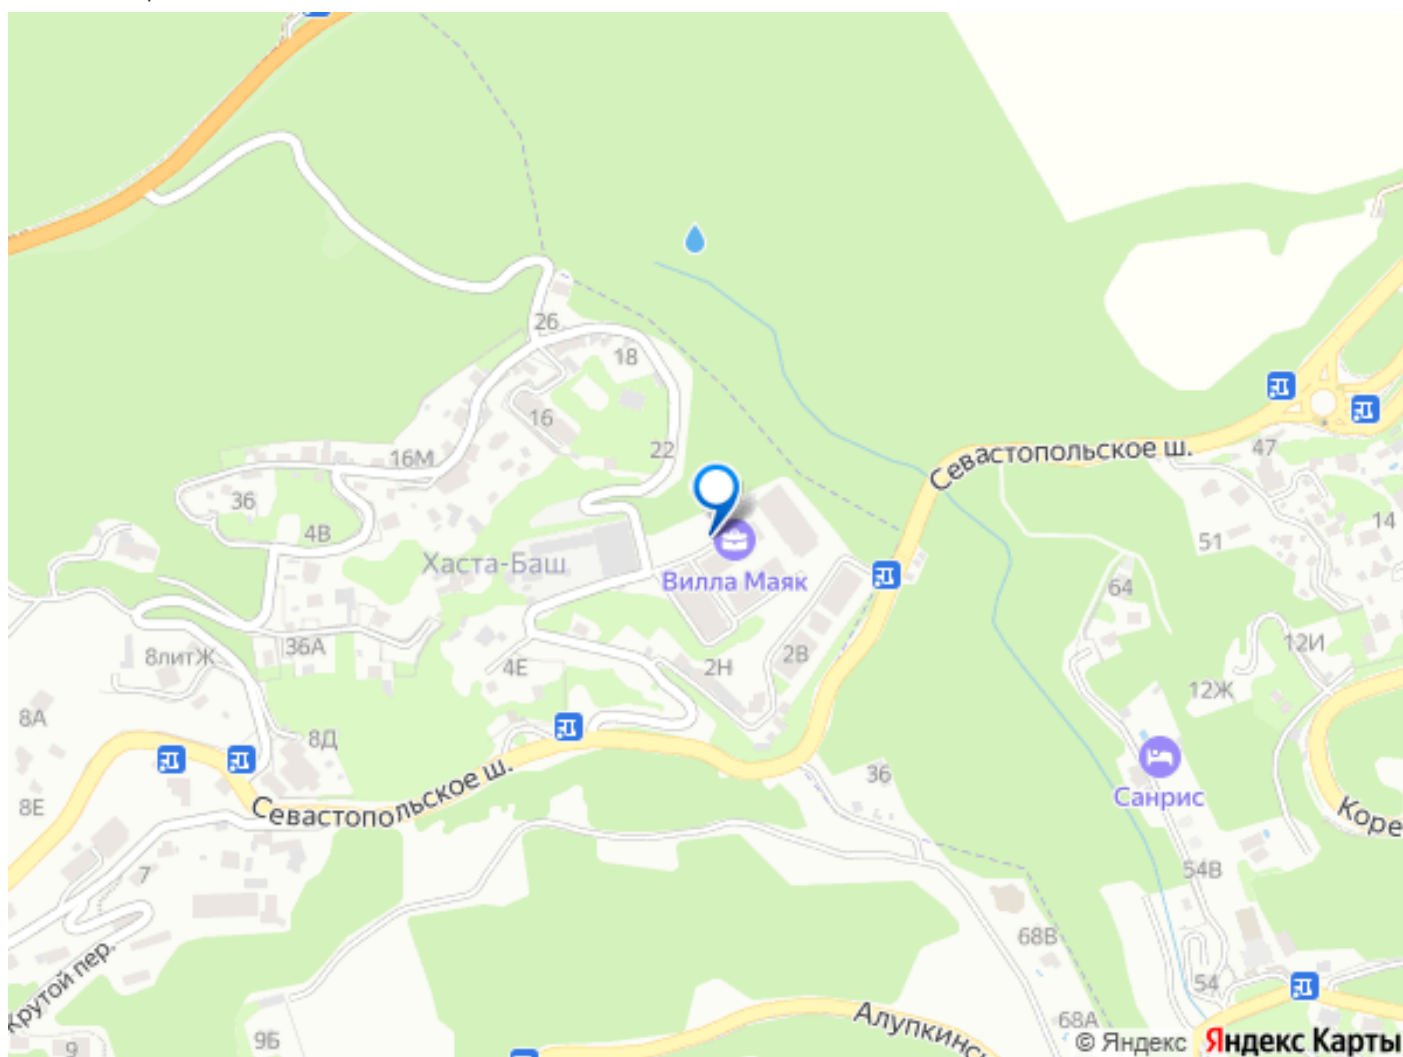 26
18
16
22
16М
36
4В
Хаста-Баш
Вилла Маяк
Севастопольское ш.
47
14
51
64
36А
8литЖ
4Е
2Н
2В
12И
12Ж
8А
8Д
8Е
Севастопольское ш.
36
Санрис
Коре
7
54В
68В
54
Крутой пер.
9Б
9
Алупкинс
68А
© Яндекс
Яндекс Карты